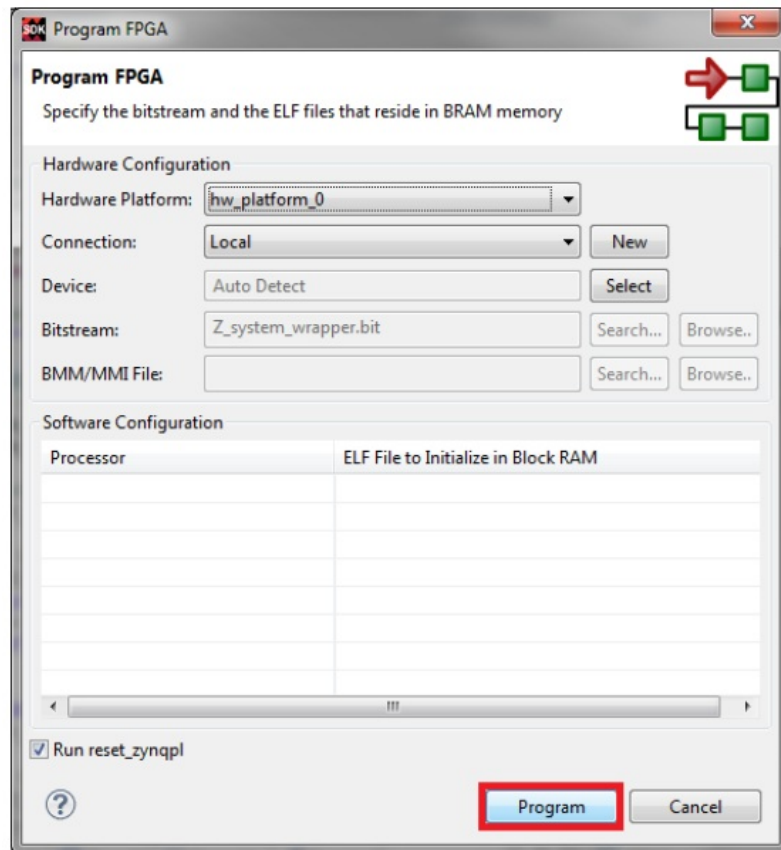 SDK Program FPGA
Program FPGA
Specify the bitstream and the ELF files that reside in BRAM memory
Hardware Configuration
Hardware Platform: hw_platform_0
Connection: Local New
Device: Auto Detect Select
Bitstream: Z_system_wrapper.bit Search... Browse..
BMM/MMI File: Search... Browse..
Software Configuration
Processor ELF File to Initialize in Block RAM
Run reset_zynqpl
? Program Cancel